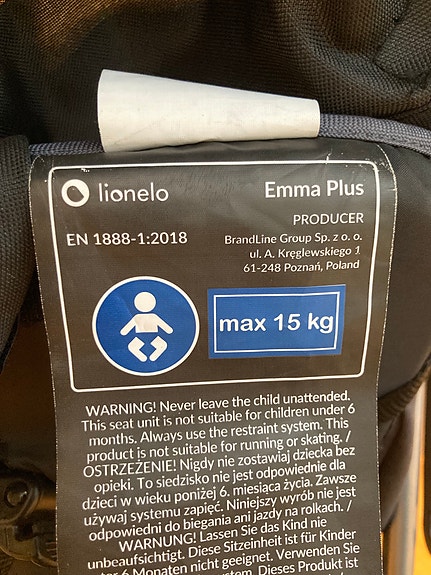 lionelo
Emma Plus
PRODUCER
EN 1888-1:2018
BrandLine Group Sp. z o. o.
ul. A. Kręglewskiego 1
61-248 Poznań, Poland
max 15 kg
WARNING! Never leave the child unattended.
This seat unit is not suitable for children under 6
months. Always use the restraint system. This
product is not suitable for running or skating. /
OSTRZEŻENIE! Nigdy nie zostawiaj dziecka bez
opieki. To siedzisko nie jest odpowiednie dla
dzieci w wieku poniżej 6. miesiąca życia. Zawsze
używaj systemu zapięć. Niniejszy wyrób nie jest
odpowiedni do biegania ani jazdy na rolkach. /
WARNUNG! Lassen Sie das Kind nie
unbeaufsichtigt. Diese Sitzeinheit ist für Kinder
unter 6 Monaten nicht geeignet. Verwenden Sie
Dieses Produkt ist